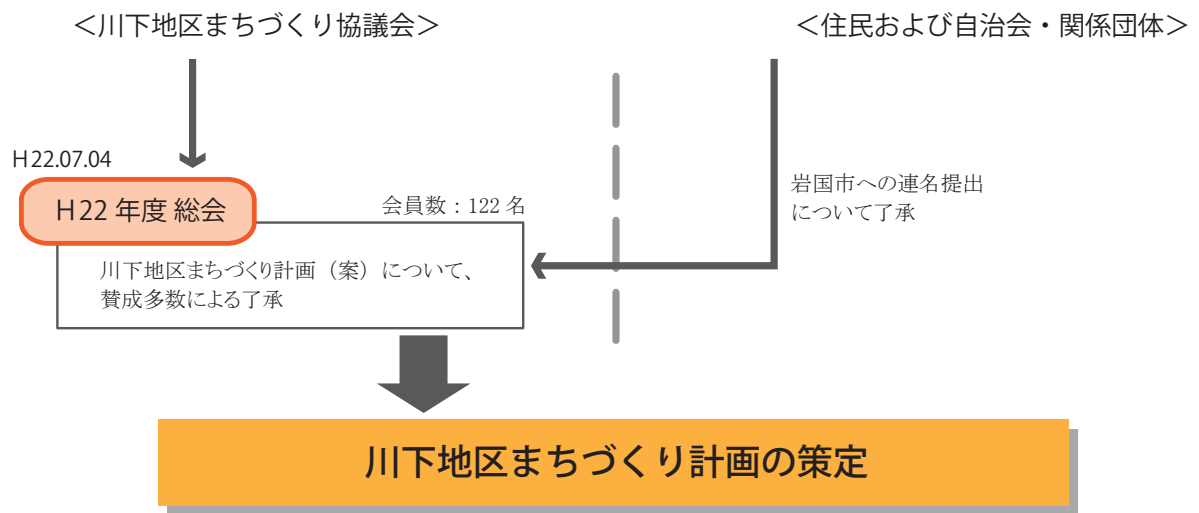 ＜川下地区まちづくり協議会＞
＜住民および自治会・関係団体＞
H22.07.04
H22 年度 総会
会員数：122 名
川下地区まちづくり計画（案）について、
賛成多数による了承
岩国市への連名提出
について了承
川下地区まちづくり計画の策定